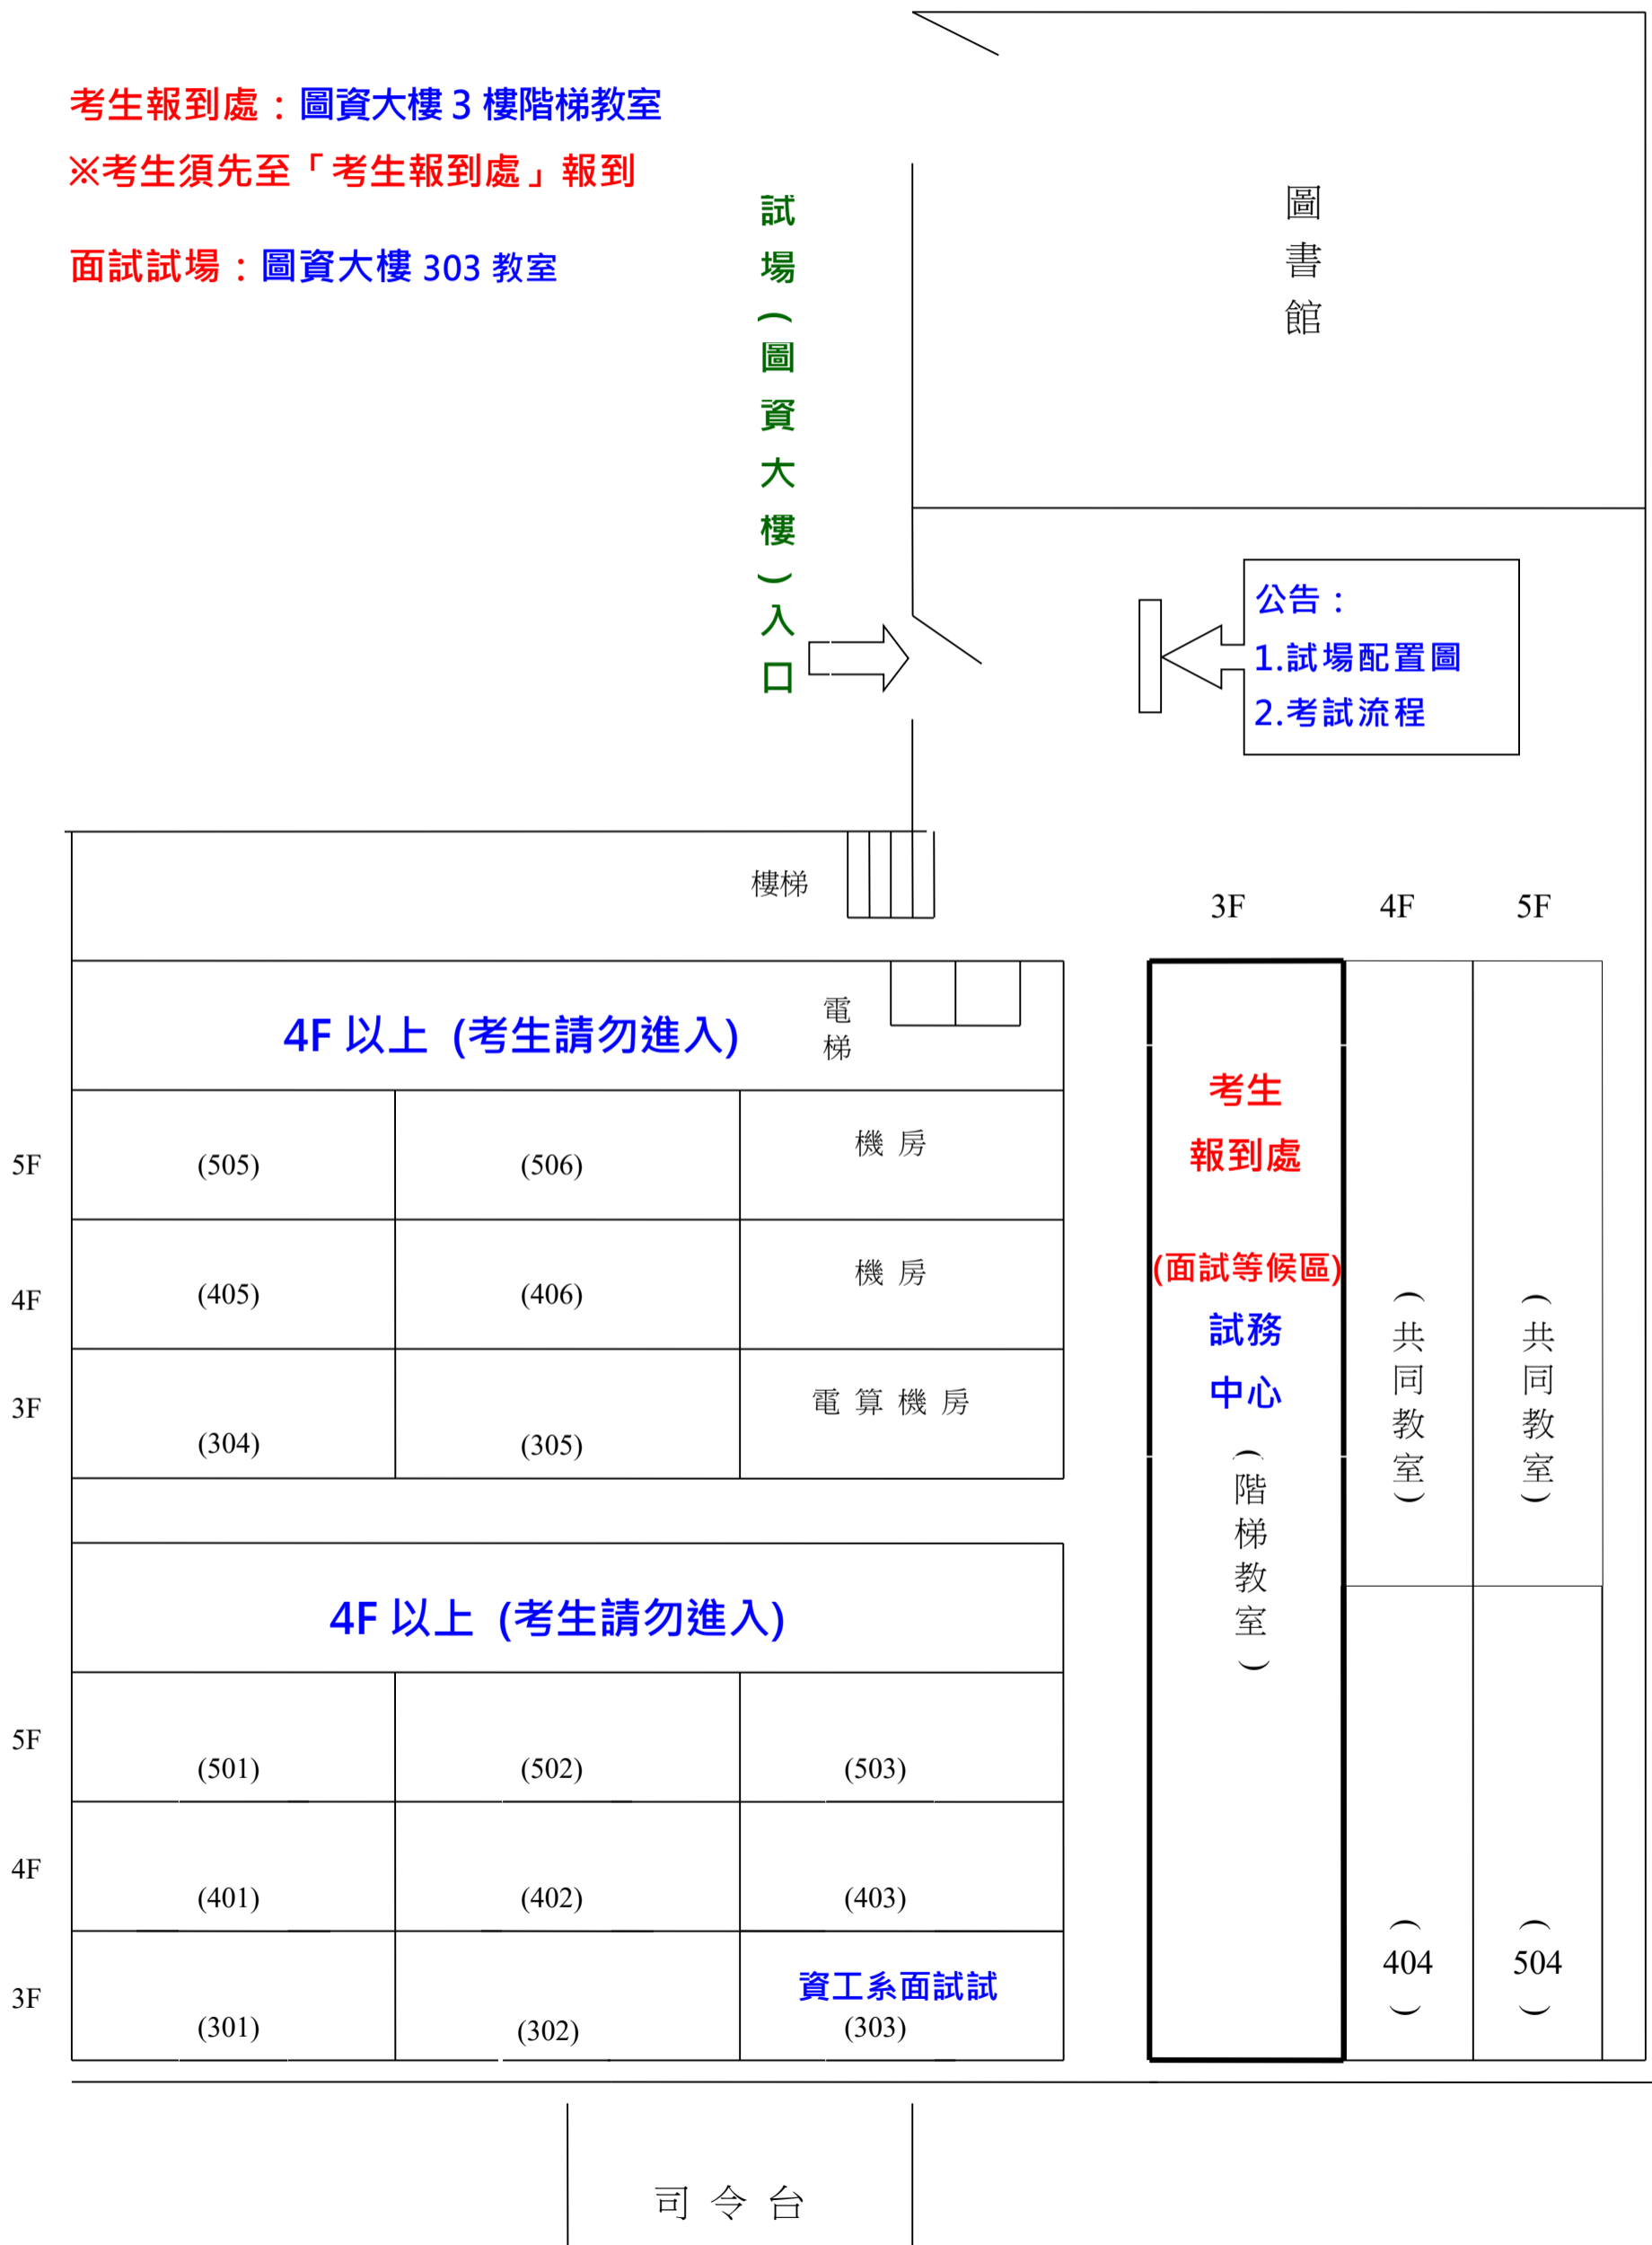 考生報到處：圖資大樓 3 樓階梯教室
※考生須先至「考生報到處」報到
面試試場：圖資大樓 303 教室
試場(圖資大樓)入口
圖書館
公告：
1.試場配置圖
2.考試流程
樓梯
3F 4F 5F
4F 以上 (考生請勿進入)
電梯
5F (505) (506) 機房
4F (405) (406) 機房
3F (304) (305) 電算機房
考生
報到處
(面試等候區)
試務
中心
(階梯教室)
(共同教室)
(共同教室)
4F 以上 (考生請勿進入)
5F (501) (502) (503)
4F (401) (402) (403)
資工系面試試
3F (301) (302) (303)
(404)
(504)
司令台